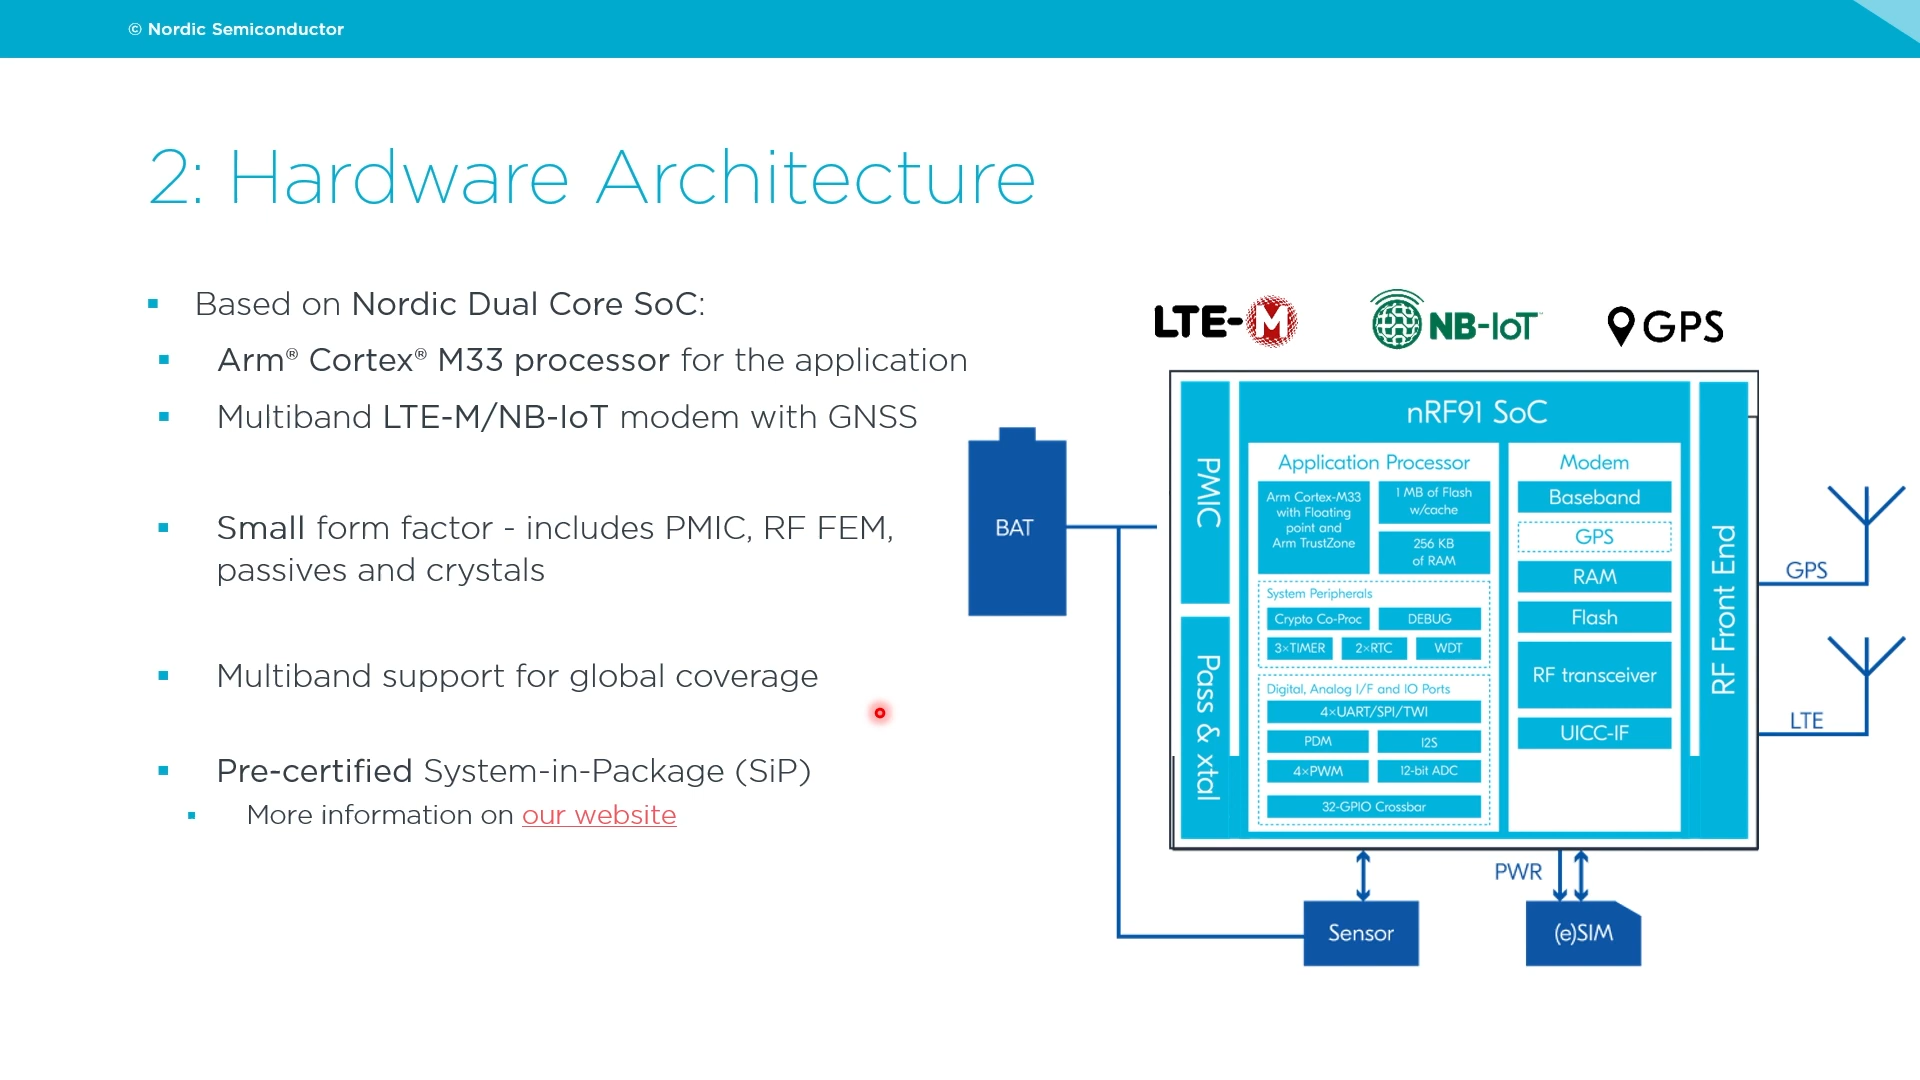 © Nordic Semiconductor
2: Hardware Architecture
Based on Nordic Dual Core SoC:
Arm® Cortex® M33 processor for the application
Multiband LTE-M/NB-IoT modem with GNSS
Small form factor - includes PMIC, RF FEM,
passives and crystals
Multiband support for global coverage
Pre-certified System-in-Package (SiP)
More information on our website
LTE-M
NB-IoT™
GPS
BAT
PMIC
Pass & xtal
nRF91 SoC
Application Processor
Arm Cortex-M33
with Floating
point and
Arm TrustZone
1 MB of Flash
w/cache
256 KB
of RAM
System Peripherals
Crypto Co-Proc
DEBUG
3×TIMER
2×RTC
WDT
Digital, Analog I/F and IO Ports
4×UART/SPI/TWI
PDM
I2S
4×PWM
12-bit ADC
32-GPIO Crossbar
Modem
Baseband
GPS
RAM
Flash
RF transceiver
UICC-IF
RF Front End
GPS
LTE
PWR
Sensor
(e)SIM